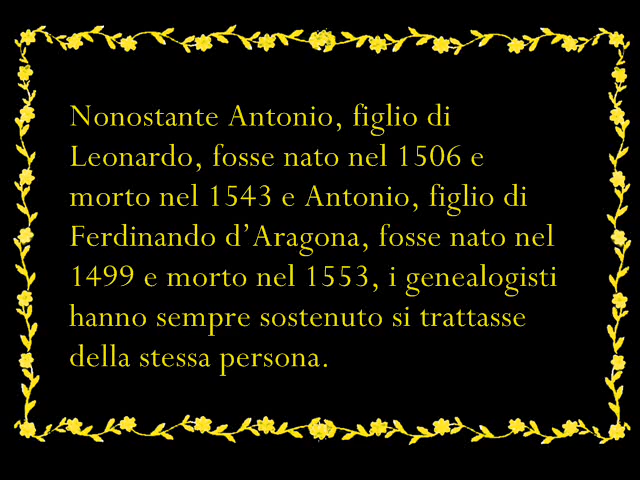 Nonostante Antonio, figlio di
Leonardo, fosse nato nel 1506 e
morto nel 1543 e Antonio, figlio di
Ferdinando d’Aragona, fosse nato nel
1499 e morto nel 1553, i genealogisti
hanno sempre sostenuto si trattasse
della stessa persona.